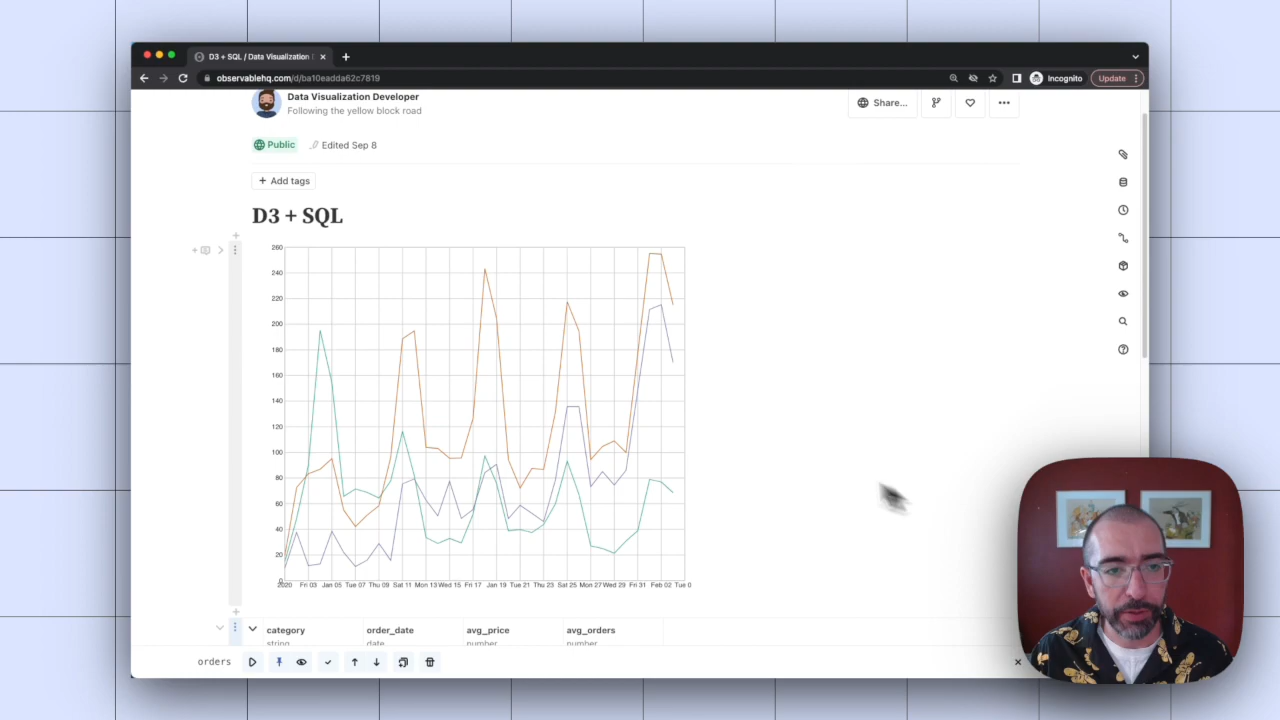 D3 + SQL / Data Visualization
observablehq.com/d/ba10eadda62c7819
Incognito
Update
Data Visualization Developer
Following the yellow block road
Share...
Public
Edited Sep 8
+ Add tags
D3 + SQL
260
240
220
200
180
160
140
120
100
80
60
40
20
0
2020 Fri 03 Jan 05 Tue 07 Thu 09 Sat 11 Mon 13 Wed 15 Fri 17 Jan 19 Tue 21 Thu 23 Sat 25 Mon 27 Wed 29 Fri 31 Feb 02 Tue 0
category order_date avg_price avg_orders
string date number number
orders